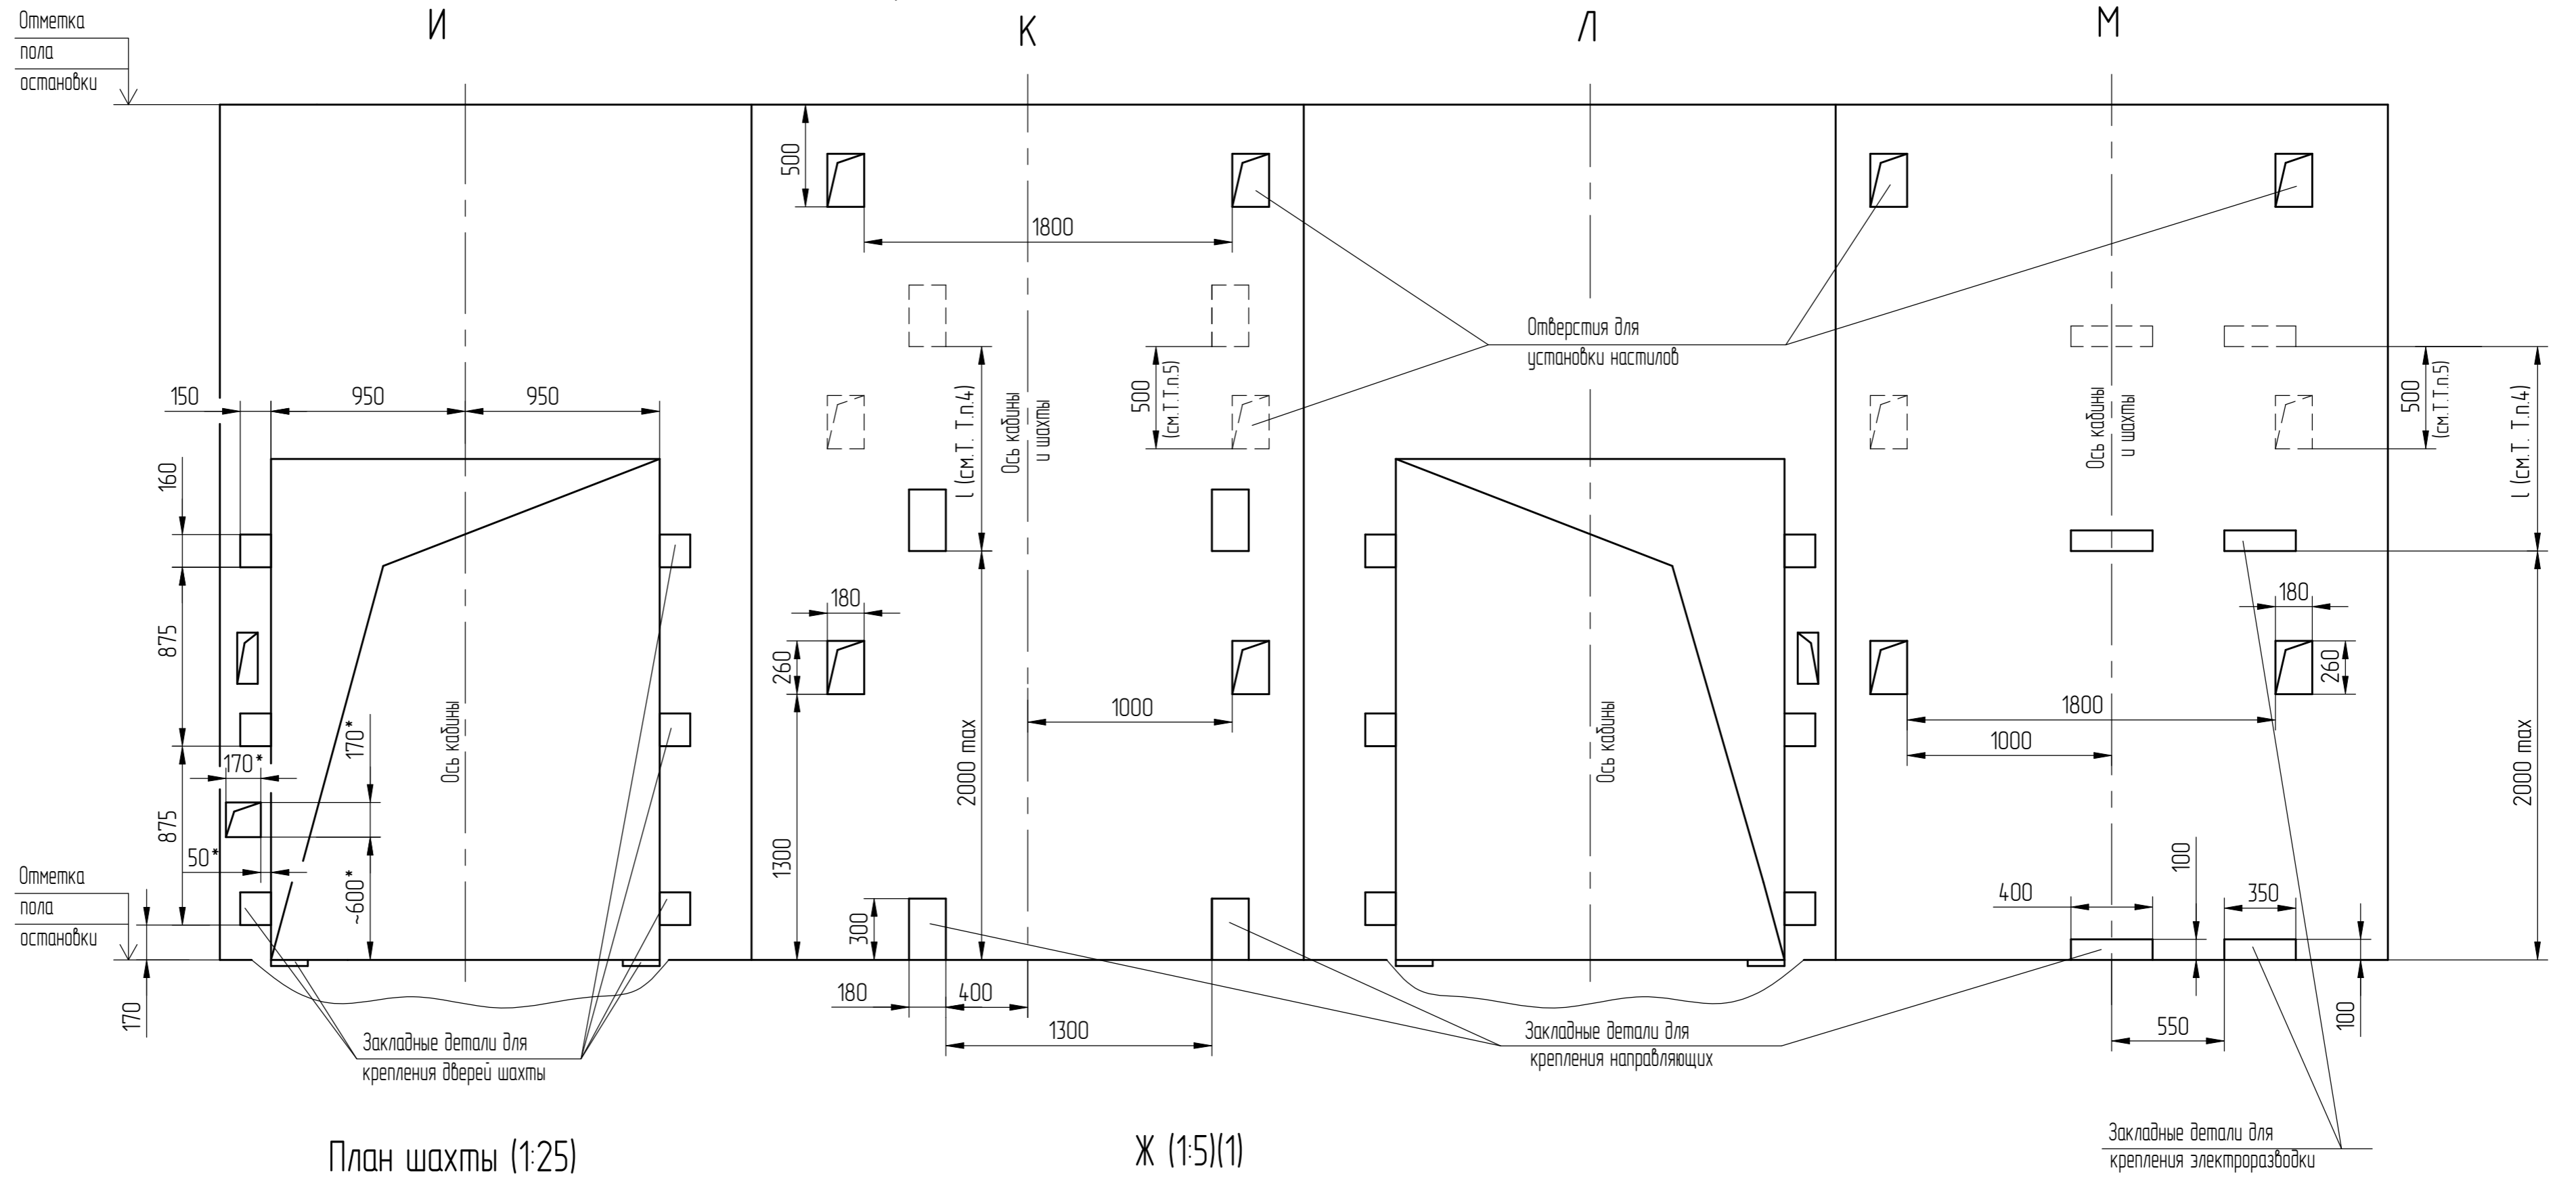 И
К
Л
М
Отметка
пола
остановки
500
1800
Отверстия для
установки настилов
150
950
950
160
875
875
170*
170*
50*
~600*
170
Ось кабины
Отметка
пола
остановки
l (см.Т. Т.п.4)
Ось кабины
и шахты
500
(см.Т.Т.п.5)
180
260
1300
2000 max
1000
300
180
400
1300
Ось кабины
Ось кабины
и шахты
500
(см.Т.Т.п.5)
l (см.Т. Т.п.4)
180
260
1800
1000
2000 max
100
400
350
550
100
Закладные детали для
крепления дверей шахты
Закладные детали для
крепления направляющих
Закладные детали для
крепления электроразводки
План шахты (1:25)
Ж (1:5)(1)